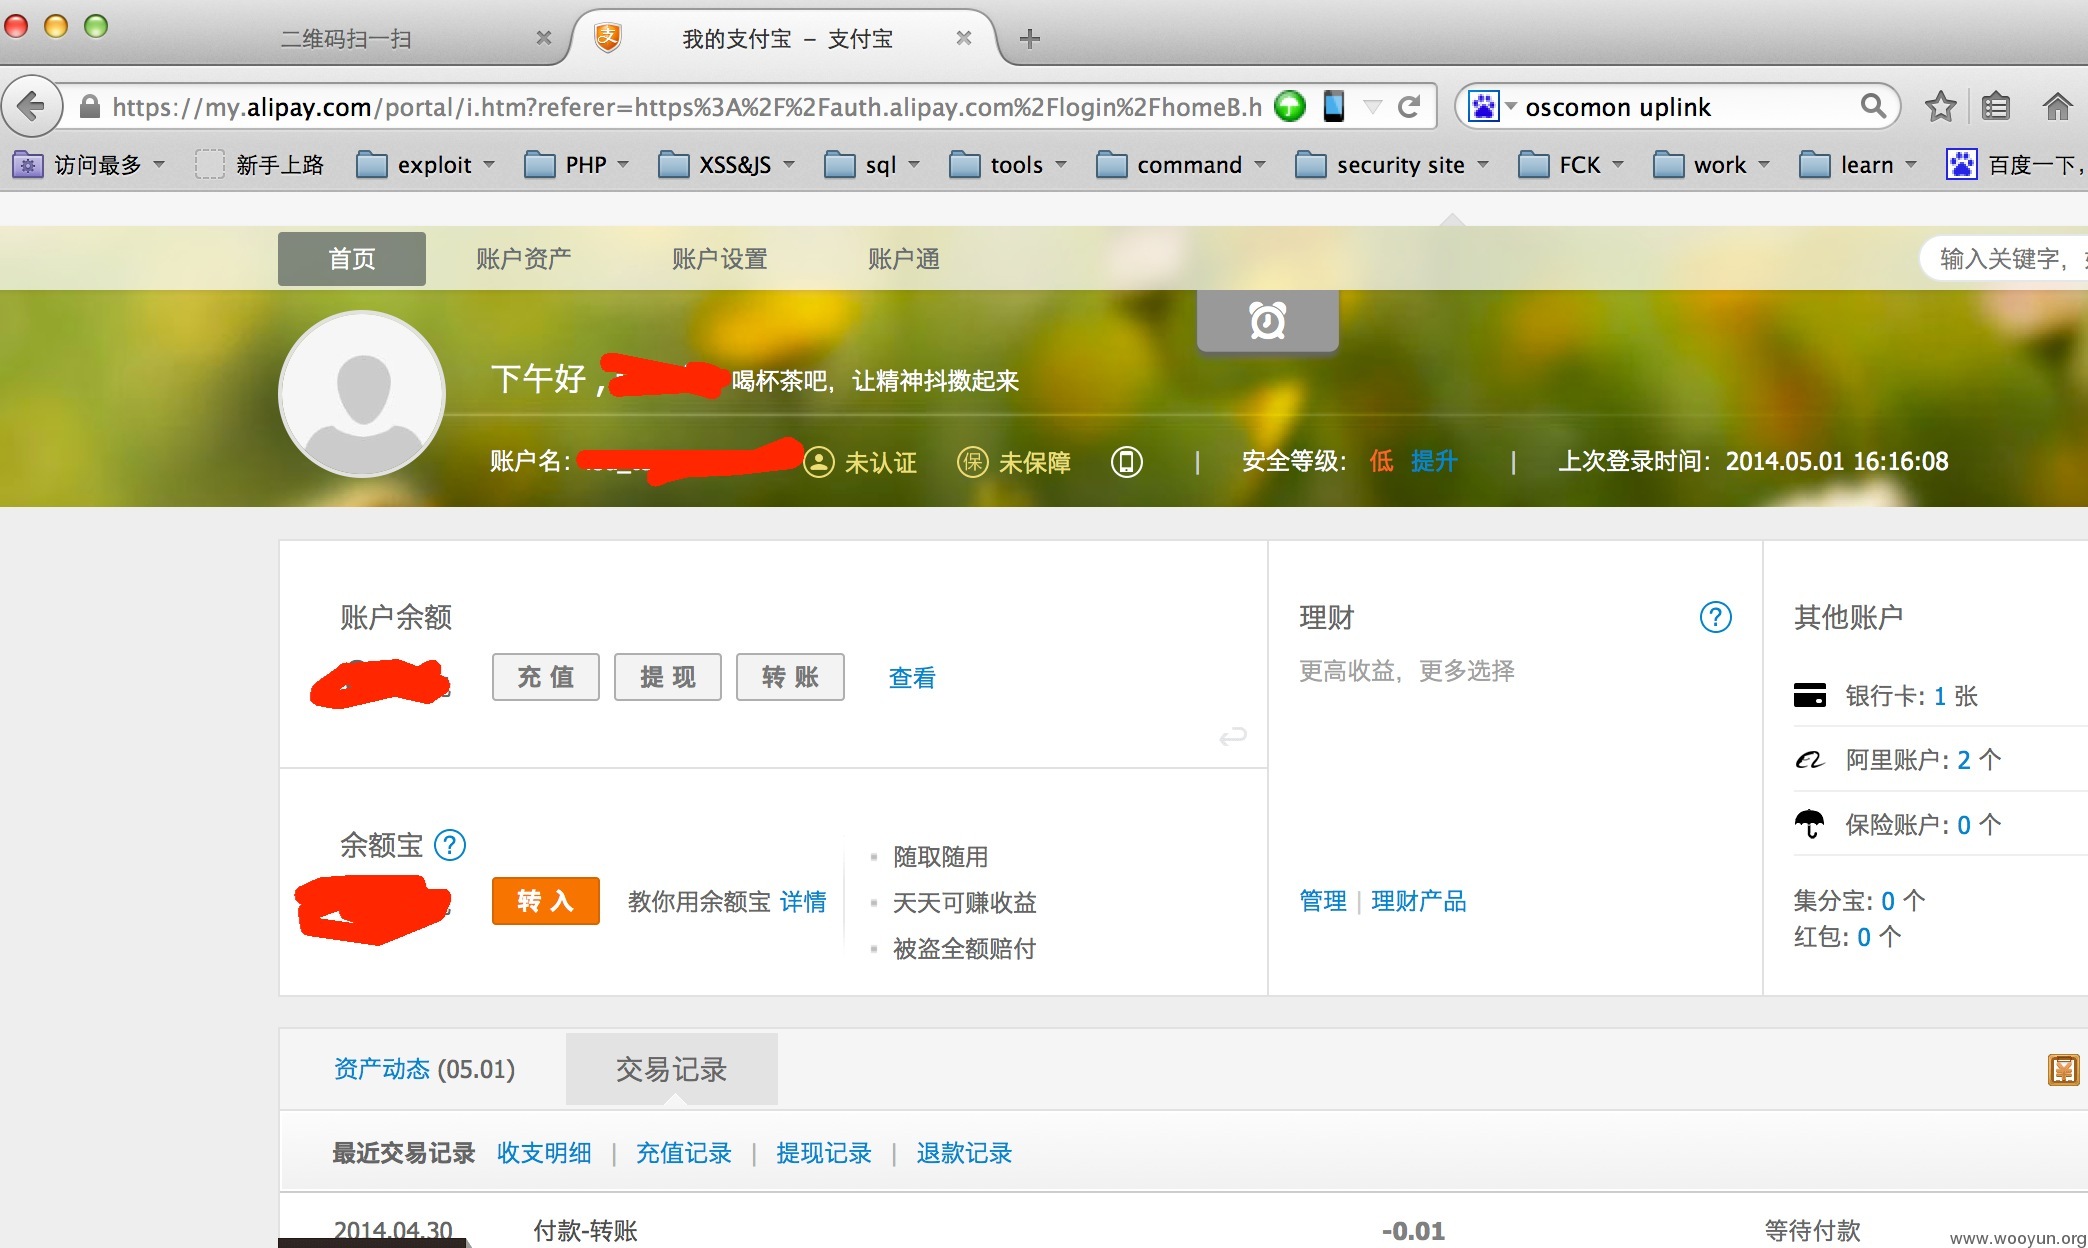 二维码扫一扫
我的支付宝 – 支付宝
https://my.alipay.com/portal/i.htm?referer=https%3A%2F%2Fauth.alipay.com%2Flogin%2FhomeB.h
oscomon uplink
访问最多 新手上路 exploit PHP XSS&JS sql tools command security site FCK work learn 百度一下，
首页 账户资产 账户设置 账户通
输入关键字，
下午好 , 喝杯茶吧，让精神抖擞起来
账户名: 未认证 保 未保障 | 安全等级: 低 提升 | 上次登录时间: 2014.05.01 16:16:08
账户余额
充 值 提 现 转 账 查看
余额宝 ?
转 入 教你用余额宝 详情
随取随用
天天可赚收益
被盗全额赔付
理财 ?
更高收益，更多选择
管理 | 理财产品
其他账户
银行卡: 1 张
阿里账户: 2 个
保险账户: 0 个
集分宝: 0 个
红包: 0 个
资产动态 (05.01) 交易记录
最近交易记录 收支明细 | 充值记录 | 提现记录 | 退款记录
2014.04.30 付款-转账 -0.01 等待付款
www.wooyun.org